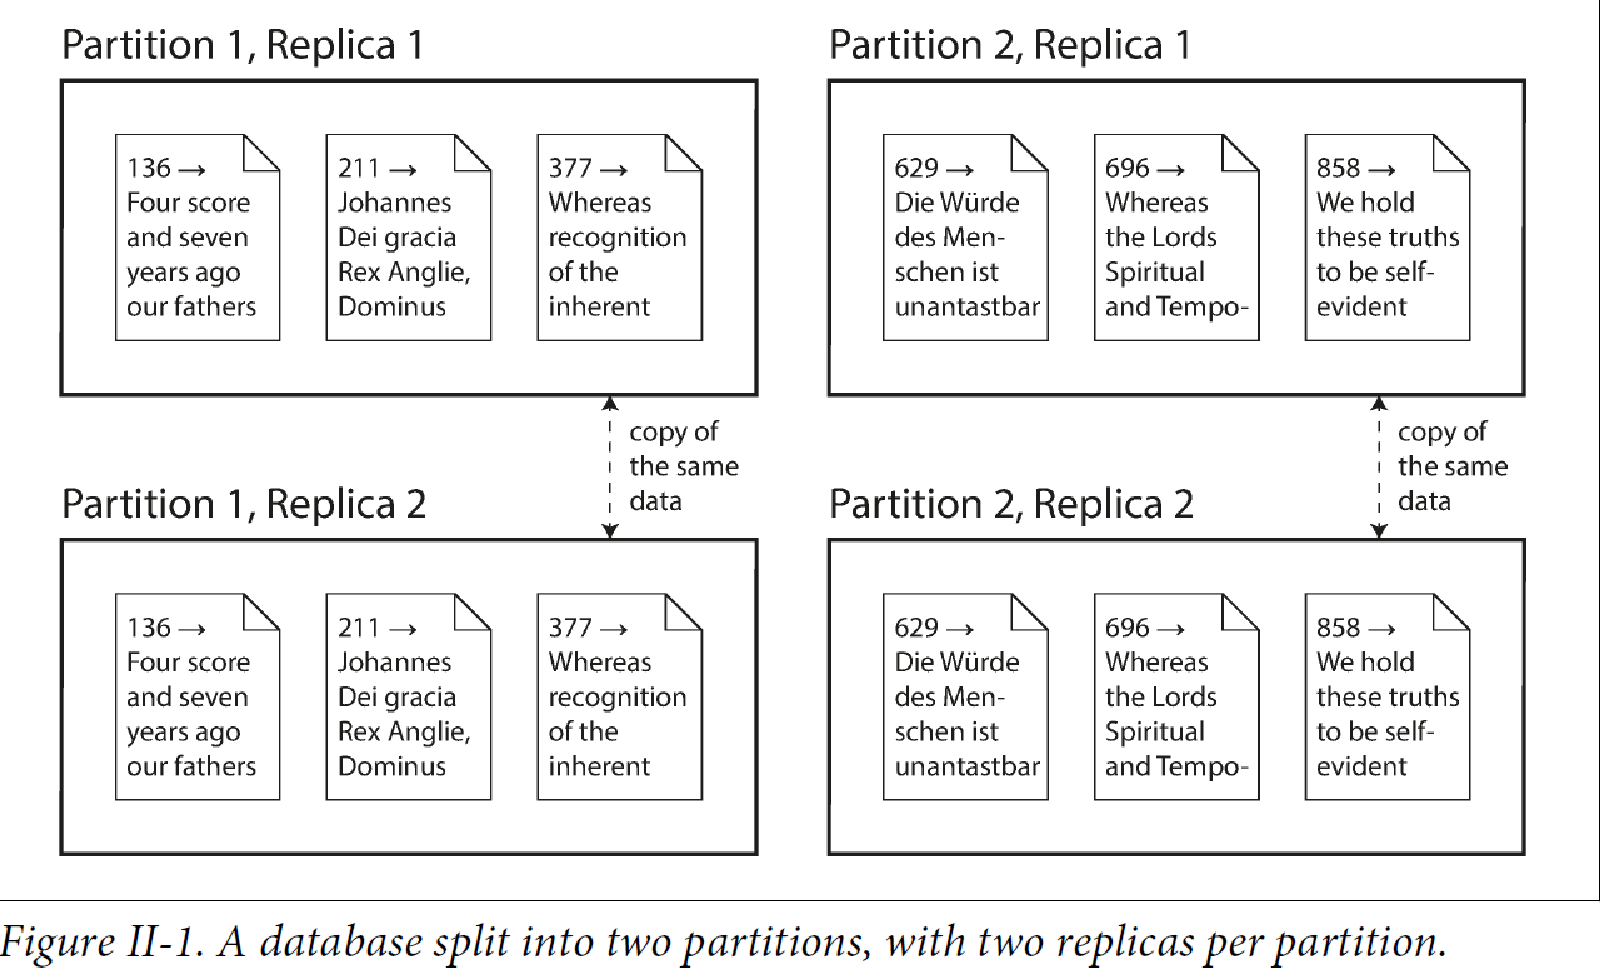 Partition 1, Replica 1
136 →
Four score
and seven
years ago
our fathers
211 →
Johannes
Dei gracia
Rex Anglie,
Dominus
377 →
Whereas
recognition
of the
inherent
Partition 2, Replica 1
629 →
Die Würde
des Men-
schen ist
unantastbar
696 →
Whereas
the Lords
Spiritual
and Tempo-
858 →
We hold
these truths
to be self-
evident
copy of
the same
data
copy of
the same
data
Partition 1, Replica 2
136 →
Four score
and seven
years ago
our fathers
211 →
Johannes
Dei gracia
Rex Anglie,
Dominus
377 →
Whereas
recognition
of the
inherent
Partition 2, Replica 2
629 →
Die Würde
des Men-
schen ist
unantastbar
696 →
Whereas
the Lords
Spiritual
and Tempo-
858 →
We hold
these truths
to be self-
evident
Figure II-1. A database split into two partitions, with two replicas per partition.